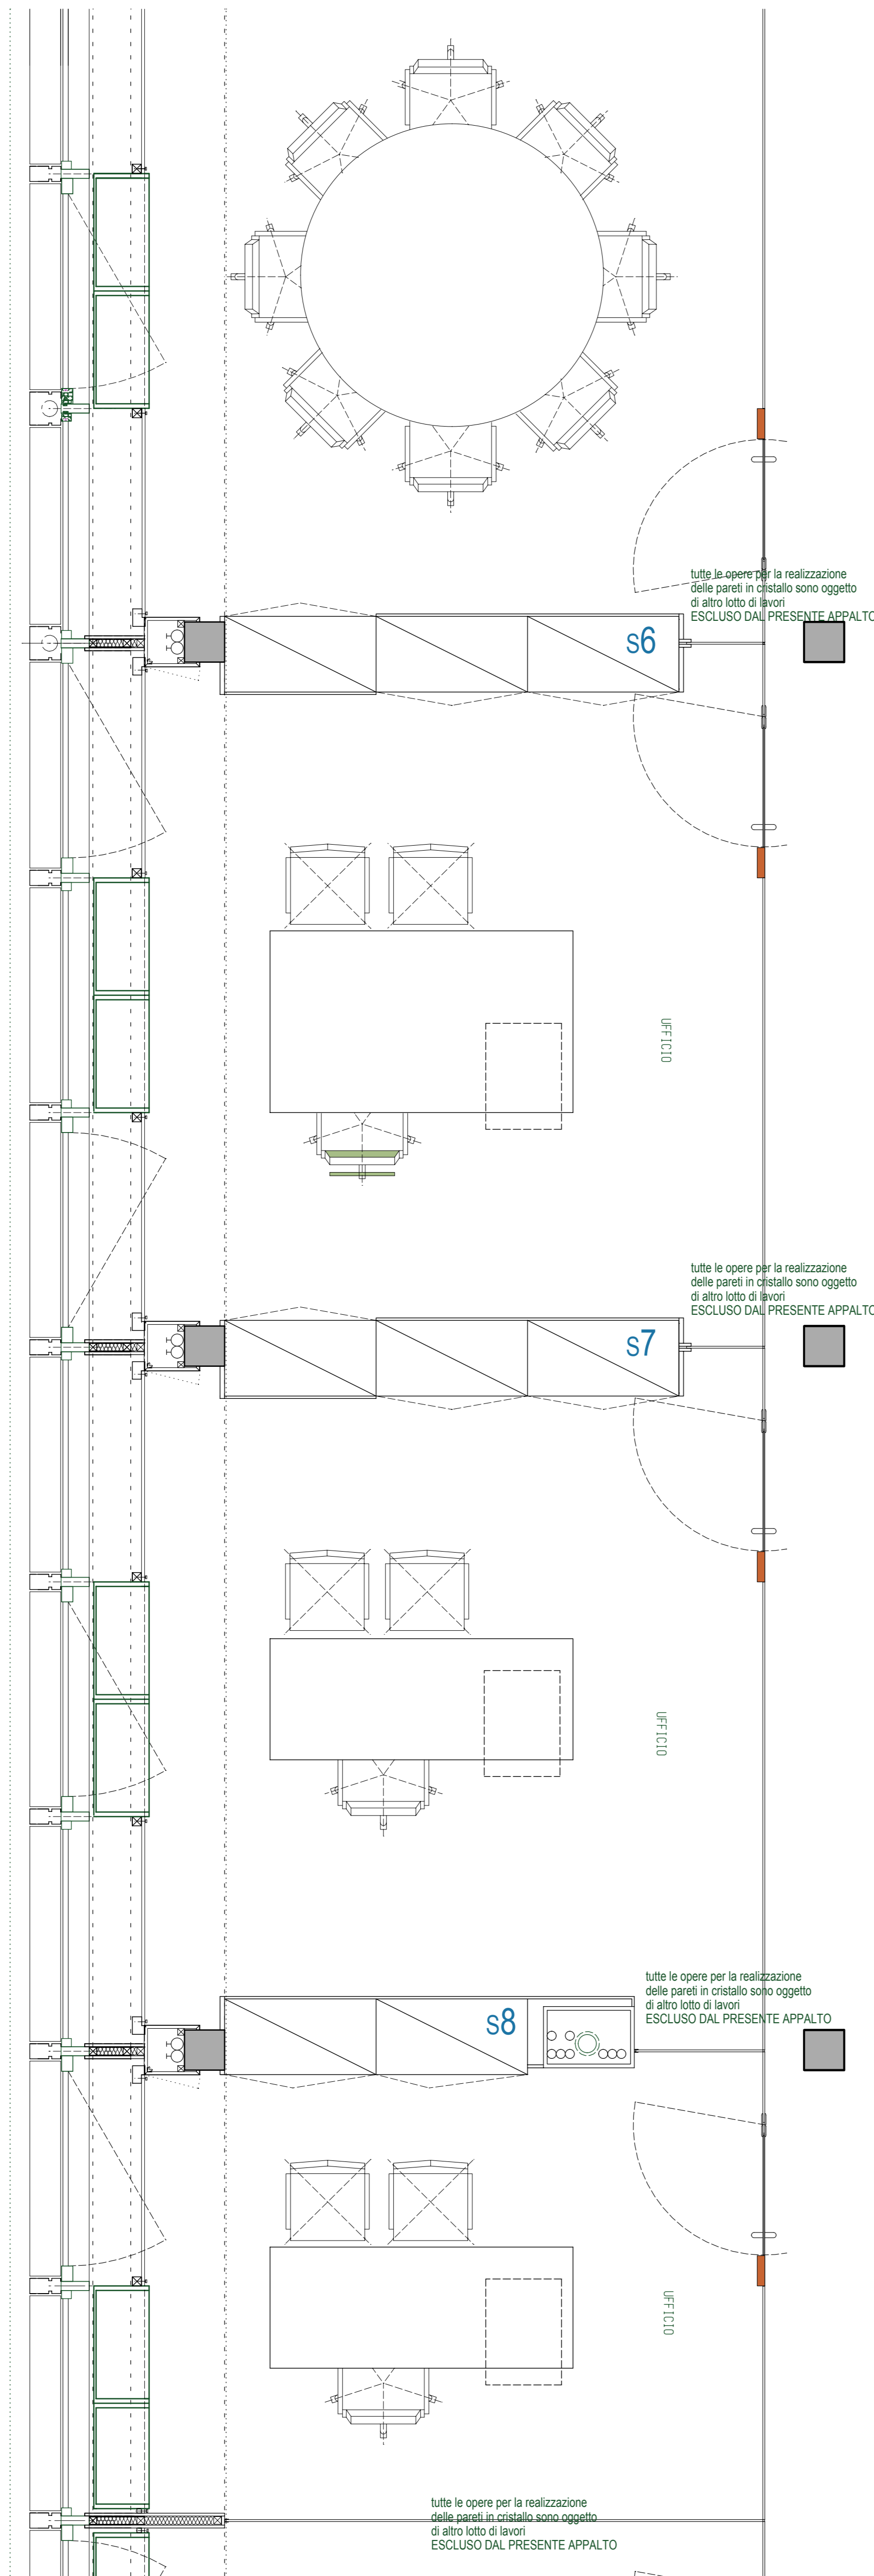 tutte le opere per la realizzazione
delle pareti in cristallo sono oggetto
di altro lotto di lavori
ESCLUSO DAL PRESENTE APPALTO
s6
UFFICIO
tutte le opere per la realizzazione
delle pareti in cristallo sono oggetto
di altro lotto di lavori
ESCLUSO DAL PRESENTE APPALTO
s7
UFFICIO
tutte le opere per la realizzazione
delle pareti in cristallo sono oggetto
di altro lotto di lavori
ESCLUSO DAL PRESENTE APPALTO
s8
UFFICIO
tutte le opere per la realizzazione
delle pareti in cristallo sono oggetto
di altro lotto di lavori
ESCLUSO DAL PRESENTE APPALTO